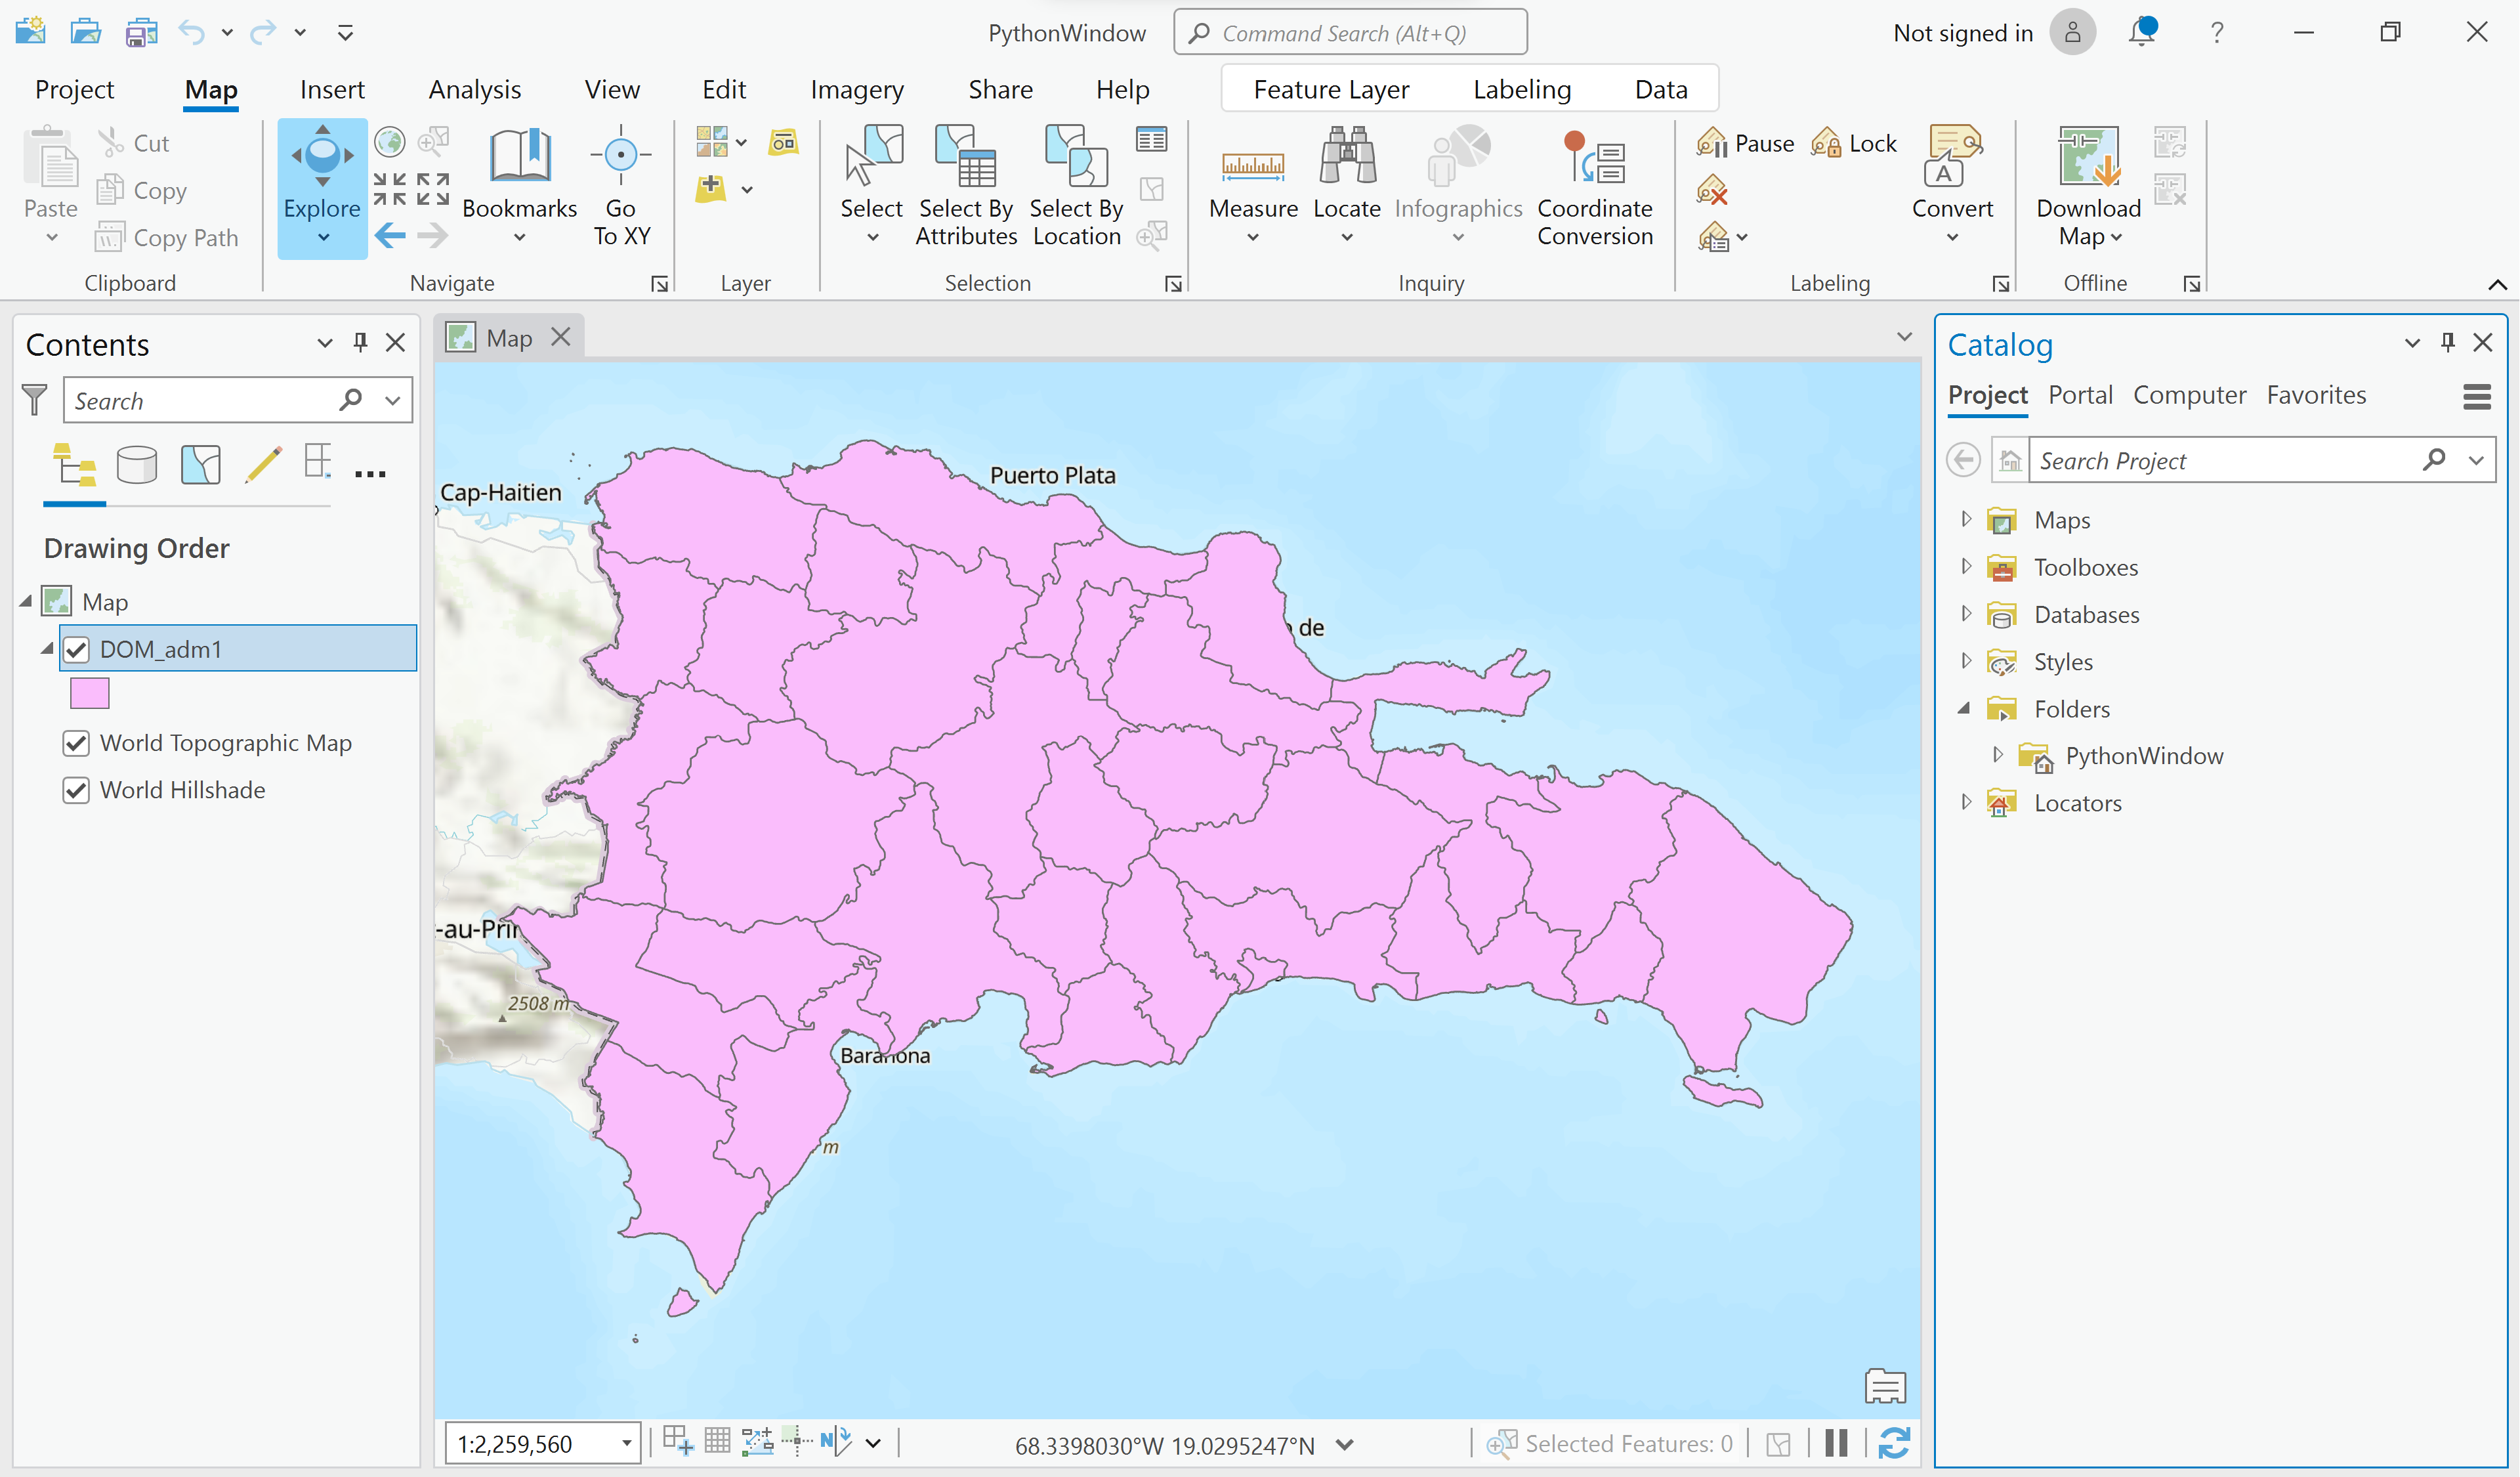 PythonWindow
Command Search (Alt+Q)
Not signed in
?
Project
Map
Insert
Analysis
View
Edit
Imagery
Share
Help
Feature Layer
Labeling
Data
Paste
Cut
Copy
Copy Path
Clipboard
Explore
Bookmarks
Go
To XY
Navigate
Layer
Select
Select By
Attributes
Select By
Location
Selection
Measure
Locate
Infographics
Coordinate
Conversion
Inquiry
Pause
Lock
A
Convert
Labeling
Download
Map
Offline
Contents
Search
Drawing Order
Map
DOM_adm1
World Topographic Map
World Hillshade
Map
Cap-Haitien
Puerto Plata
de
-au-Prin
2508 m
Barahona
m
1:2,259,560
N
68.3398030°W 19.0295247°N
Selected Features: 0
Catalog
Project
Portal
Computer
Favorites
Search Project
Maps
Toolboxes
Databases
Styles
Folders
PythonWindow
Locators